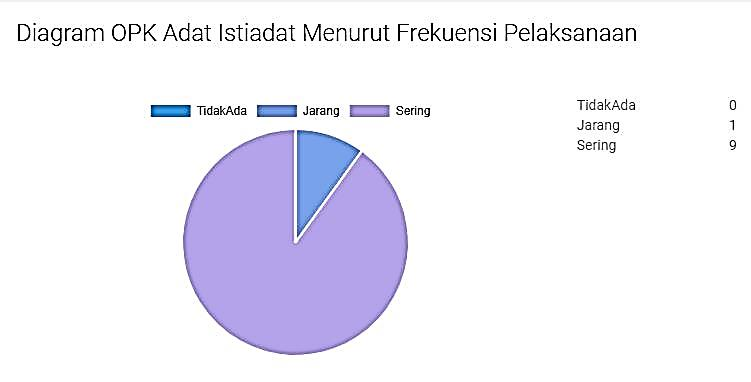 Diagram OPK Adat Istiadat Menurut Frekuensi Pelaksanaan
TidakAda Jarang Sering
TidakAda 0
Jarang 1
Sering 9